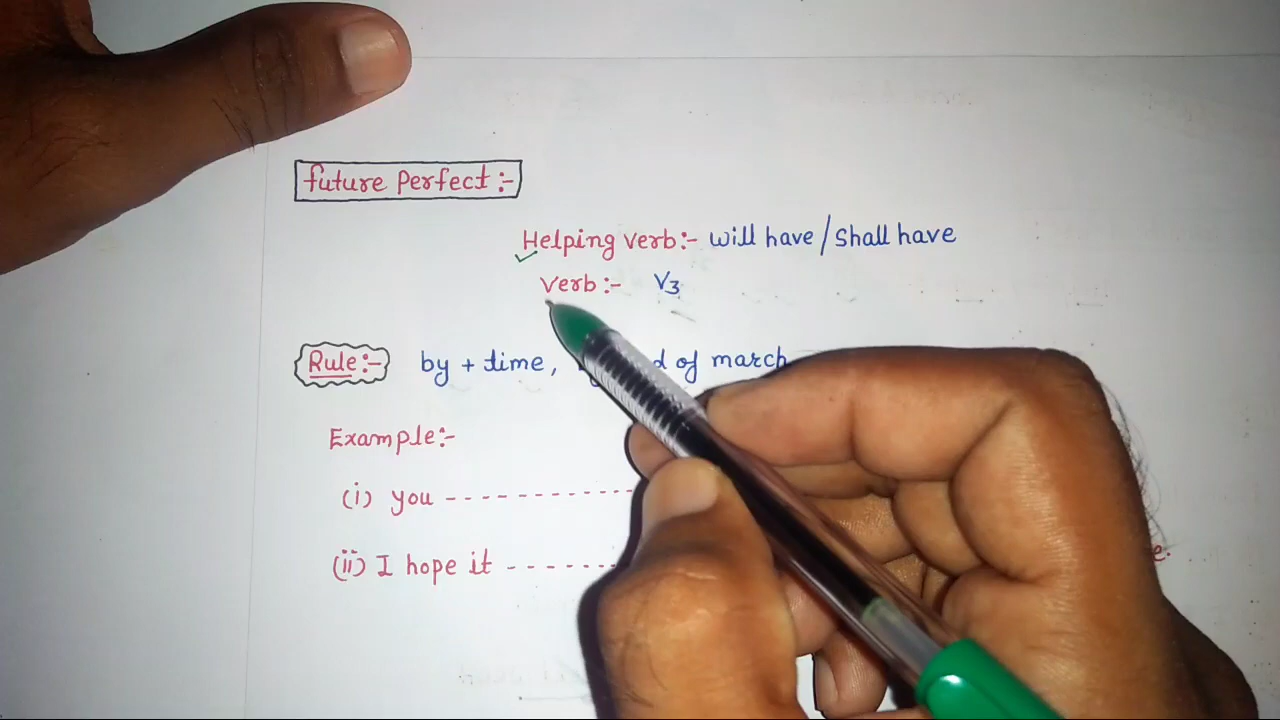 future Perfect :-
Helping verb:- will have / Shall have
Verb :- V3
Rule:- by + time, of march
Example:-
(i) you ------------
(ii) I hope it -------